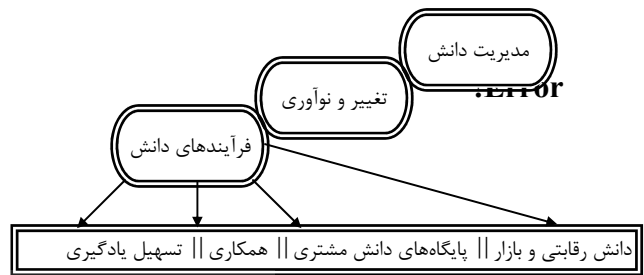 مدیریت دانش
Error!
تغییر و نوآوری
فرآیندهای دانش
دانش رقابتی و بازار || پایگاه‌های دانش مشتری || همکاری || تسهیل یادگیری